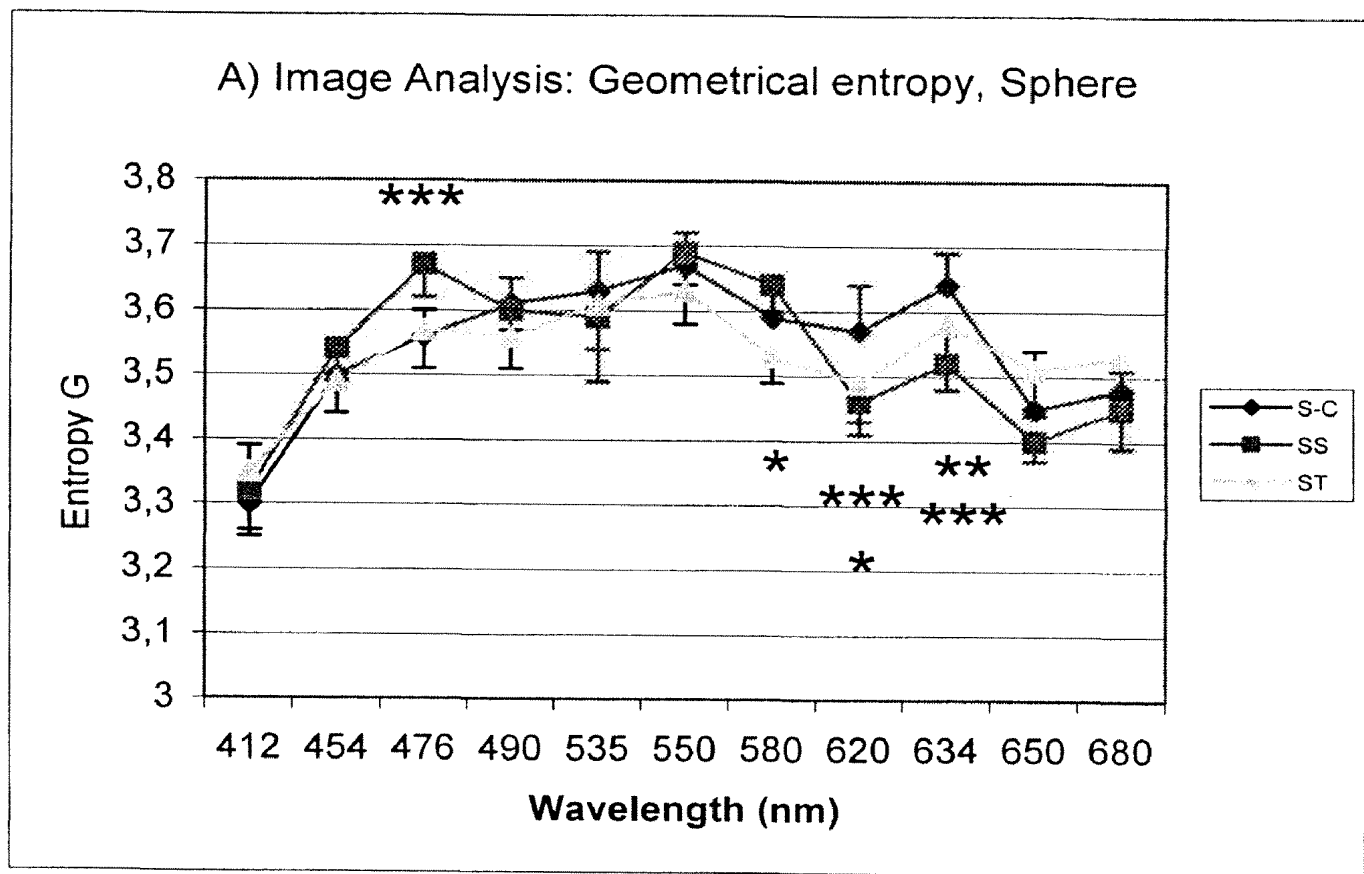 A) Image Analysis: Geometrical entropy, Sphere
3,8
***
3,7
3,6
3,5
3,4
* **
3,3
*** ***
3,2
*
3,1
3
Entropy G
S-C
SS
ST
412 454 476 490 535 550 580 620 634 650 680
Wavelength (nm)